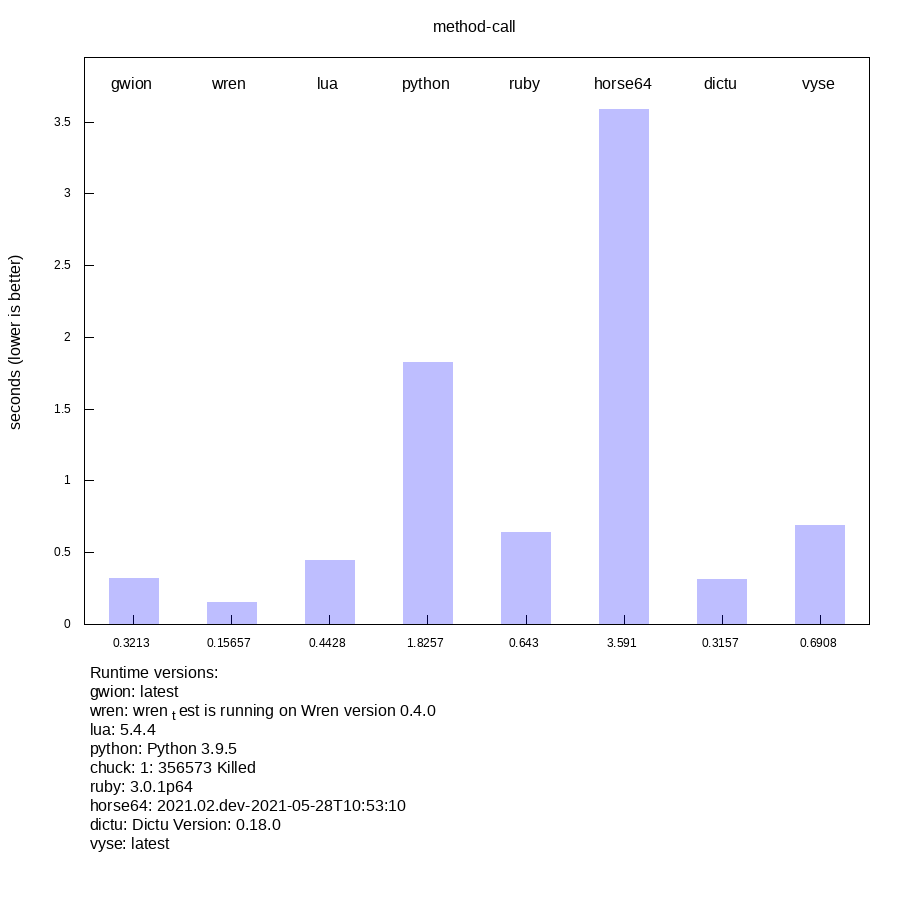 method-call
gwion wren lua python ruby horse64 dictu vyse
3.5
3
2.5
2
1.5
1
0.5
0
seconds (lower is better)
0.3213 0.15657 0.4428 1.8257 0.643 3.591 0.3157 0.6908
Runtime versions:
gwion: latest
wren: wren t est is running on Wren version 0.4.0
lua: 5.4.4
python: Python 3.9.5
chuck: 1: 356573 Killed
ruby: 3.0.1p64
horse64: 2021.02.dev-2021-05-28T10:53:10
dictu: Dictu Version: 0.18.0
vyse: latest